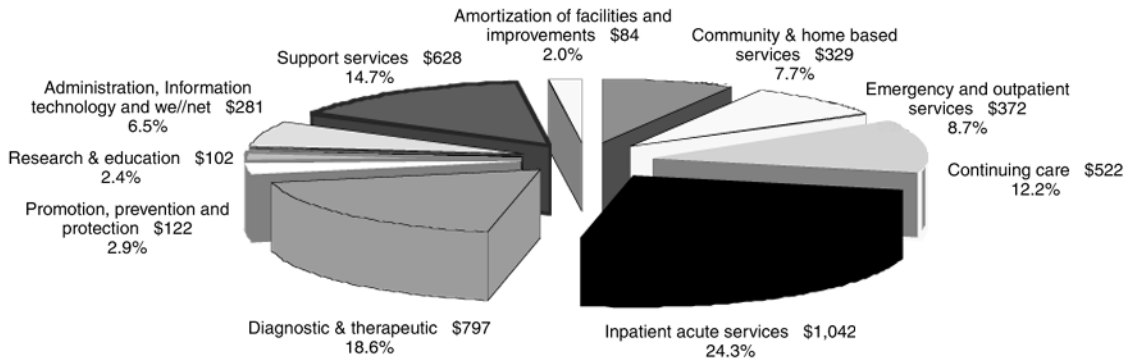 Amortization of facilities and
improvements $84
2.0%
Community & home based
services $329
7.7%
Support services $628
14.7%
Emergency and outpatient
services $372
8.7%
Administration, Information
technology and we//net $281
6.5%
Continuing care $522
12.2%
Research & education $102
2.4%
Promotion, prevention and
protection $122
2.9%
Diagnostic & therapeutic $797
18.6%
Inpatient acute services $1,042
24.3%